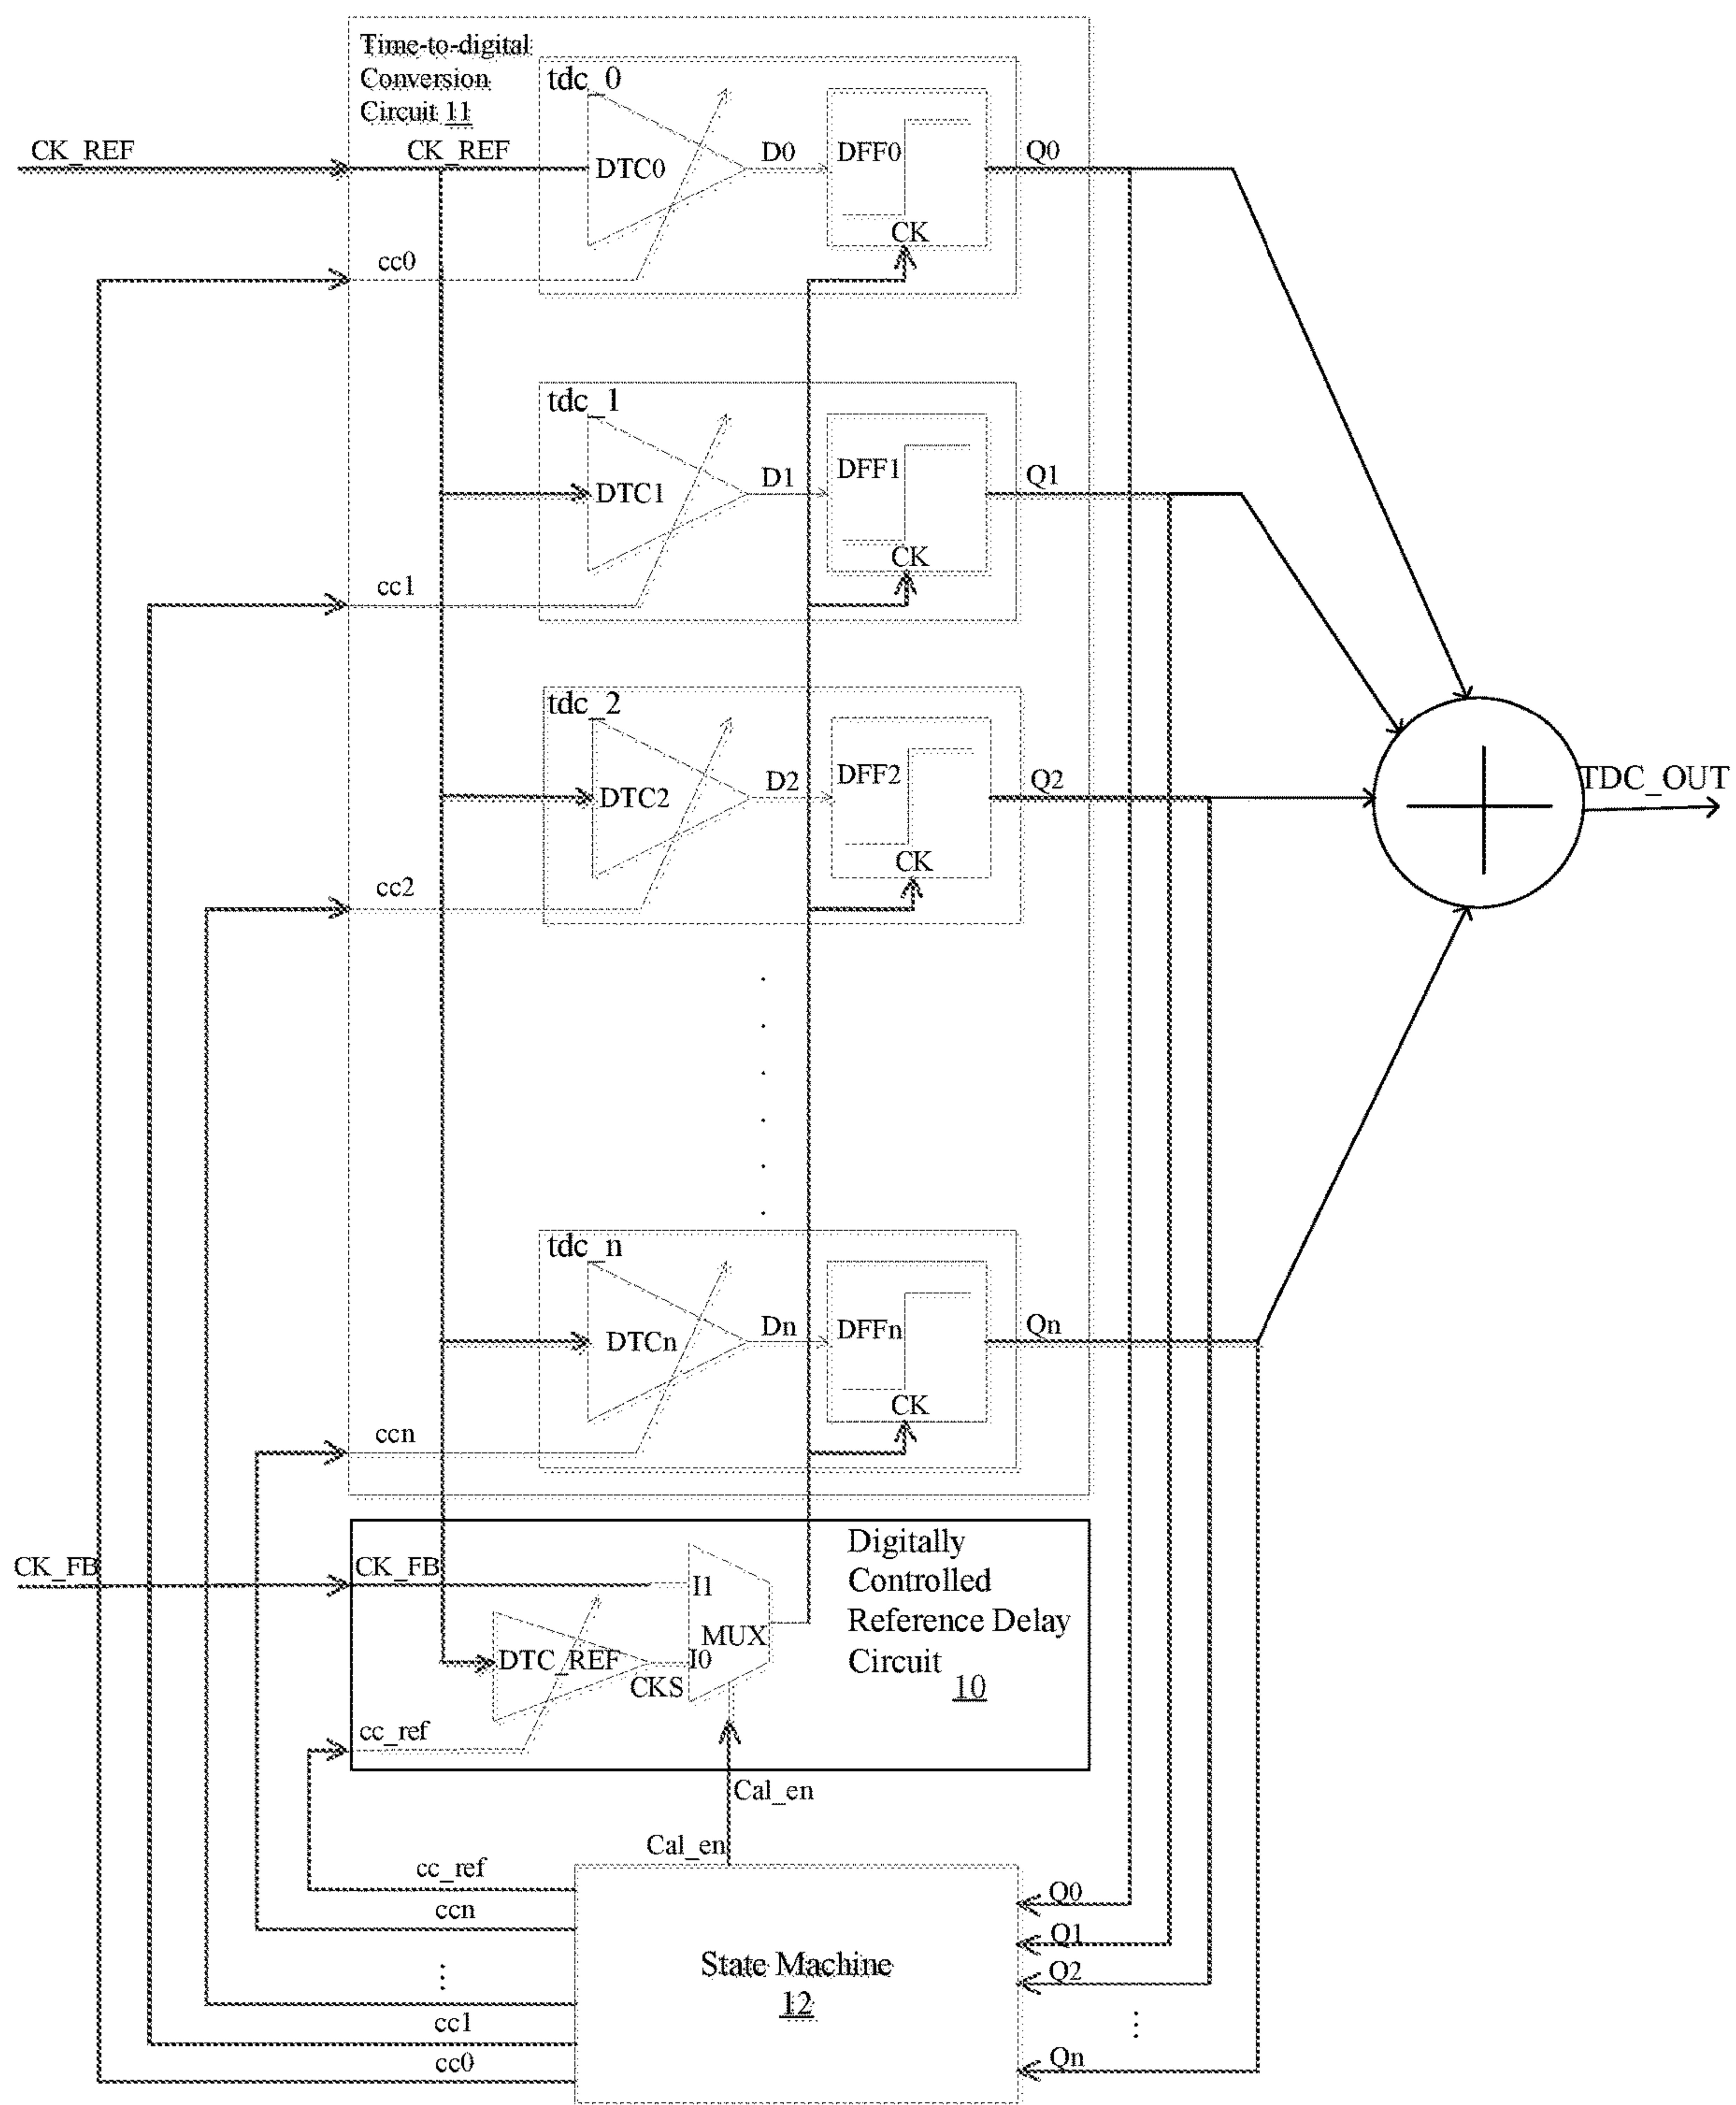 Time-to-digital
Conversion
Circuit 11
tdc_0
CK_REF
CK_REF
DTC0
D0
DFF0
Q0
CK
cc0
tdc_1
DTC1
D1
DFF1
Q1
CK
cc1
tdc_2
DTC2
D2
DFF2
Q2
TDC_OUT
CK
cc2
tdc_n
DTCn
Dn
DFFn
Qn
CK
ccn
CK_FB
CK_FB
I1
MUX
DTC_REF
I0
CKS
Digitally
Controlled
Reference Delay
Circuit
10
cc_ref
Cal_en
Cal_en
cc_ref
ccn
cc1
cc0
State Machine
12
Q0
Q1
Q2
Qn